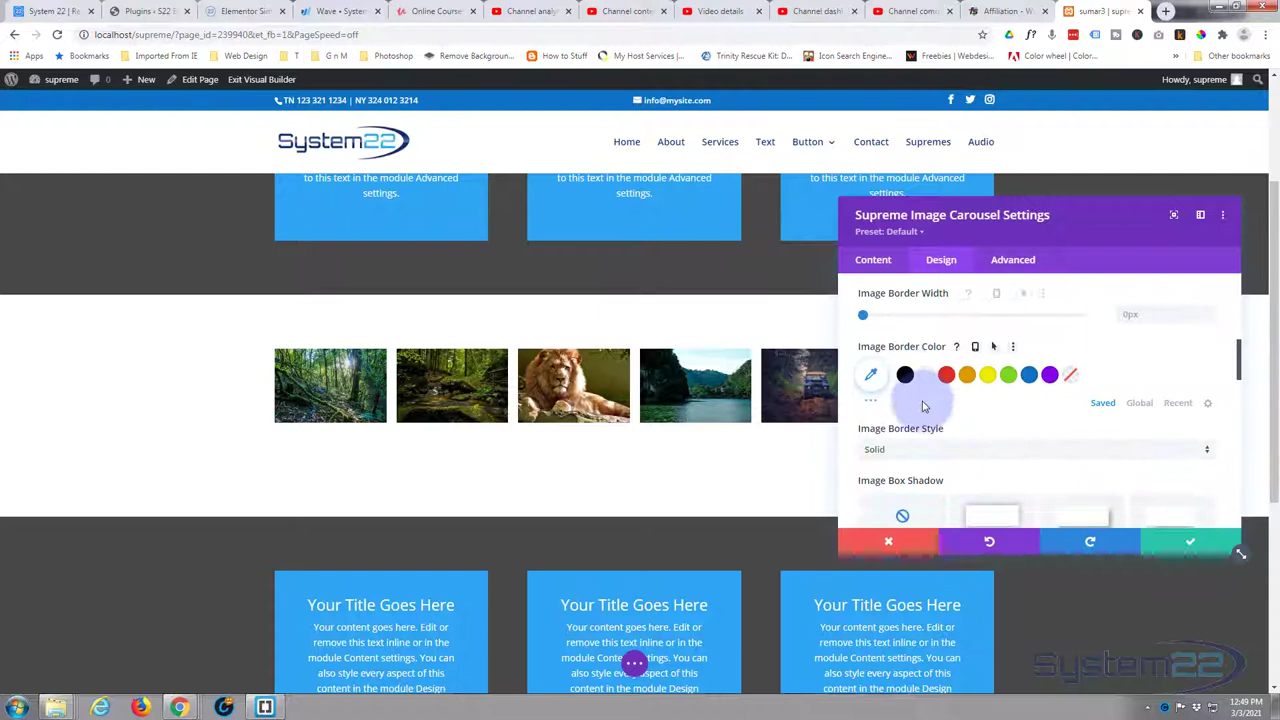 System 22 | Re
Plugins ‹ S22 E
Elementor Sim
Wave • System
Online Course
Channel analy
Channel conte
Video details
Channel dash
Channel com
Affiliation - W
sumar3 | supre
localhost/supreme/?page_id=239940&et_fb=1&PageSpeed=off
Apps
Bookmarks
Imported From IE
Web Design
G n M
Photoshop
Remove Background...
How to Stuff
My Host Services |...
Trinity Rescue Kit: D...
Icon Search Engine...
Freebies | Webdesi...
Color wheel | Color...
Other bookmarks
supreme 0 New Edit Page Exit Visual Builder Howdy, supreme
TN 123 321 1234 | NY 324 012 3214 info@mysite.com
System22 Home About Services Text Button Contact Supremes Audio
to this text in the module Advanced
settings.
to this text in the module Advanced
settings.
to this text in the module Advanced
settings.
Supreme Image Carousel Settings
Preset: Default
Content Design Advanced
Image Border Width
0px
Image Border Color
Saved Global Recent
Image Border Style
Solid
Image Box Shadow
Your Title Goes Here
Your content goes here. Edit or
remove this text inline or in the
module Content settings. You can
also style every aspect of this
content in the module Design
Your Title Goes Here
Your content goes here. Edit or
remove this text inline or in the
module Conte settings. You can
also style every aspect of this
content in the module Design
Your Title Goes Here
Your content goes here. Edit or
remove this text inline or in the
module Content settings. You can
also style every aspect of this
content in the module Design
System22
12:49 PM
3/3/2021